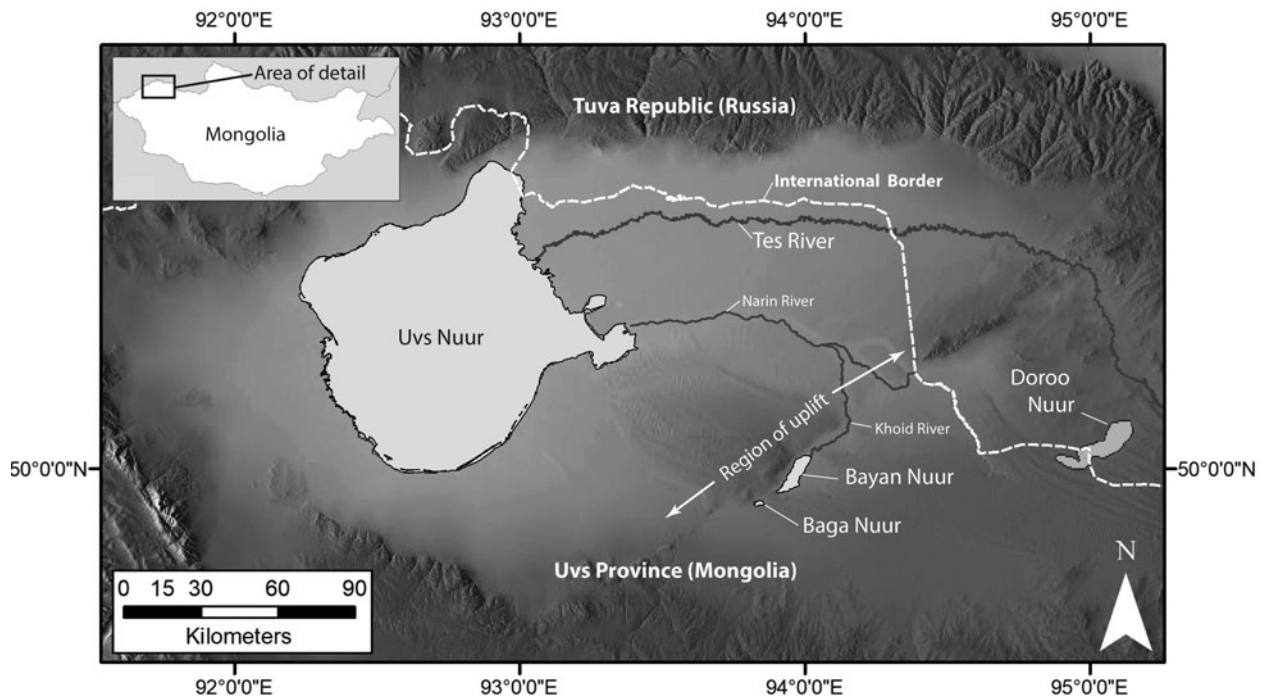 92°0'0"E 93°0'0"E 94°0'0"E 95°0'0"E
Area of detail
Mongolia
Tuva Republic (Russia)
International Border
Tes River
Narin River
Uvs Nuur
Doroo
Nuur
Region of uplift
Khoid River
50°0'0"N 50°0'0"N
Bayan Nuur
Baga Nuur
Uvs Province (Mongolia)
N
0 15 30 60 90
Kilometers
92°0'0"E 93°0'0"E 94°0'0"E 95°0'0"E